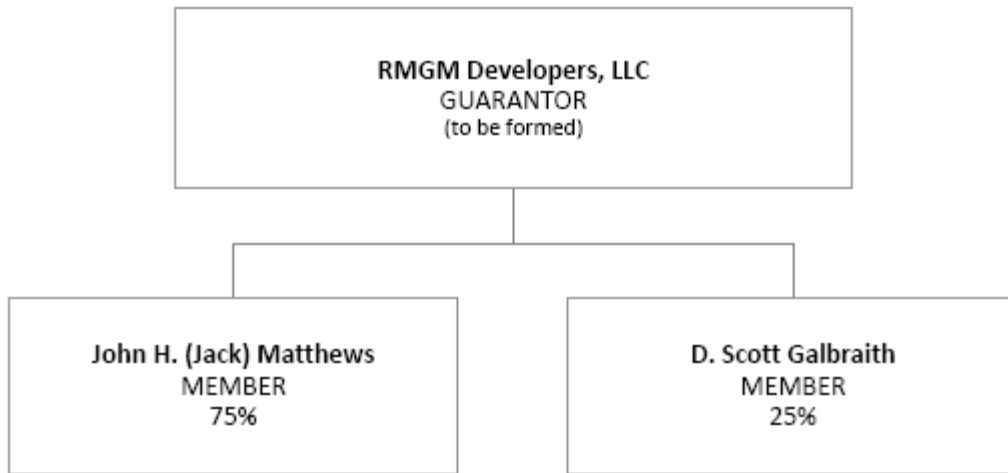 RMGM Developers, LLC
GUARANTOR
(to be formed)
John H. (Jack) Matthews
MEMBER
75%
D. Scott Galbraith
MEMBER
25%